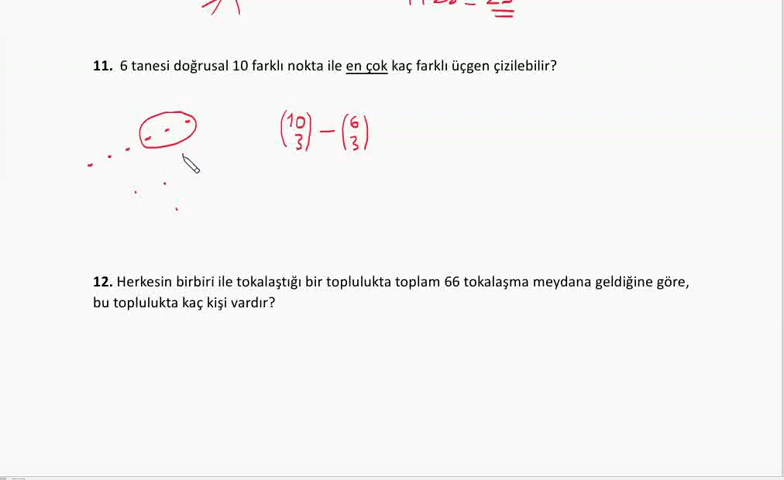 11. 6 tanesi doğrusal 10 farklı nokta ile en çok kaç farklı üçgen çizilebilir?
(10 3) - (6 3)
12. Herkesin birbiri ile tokalaştığı bir toplulukta toplam 66 tokalaşma meydana geldiğine göre,
bu toplulukta kaç kişi vardır?